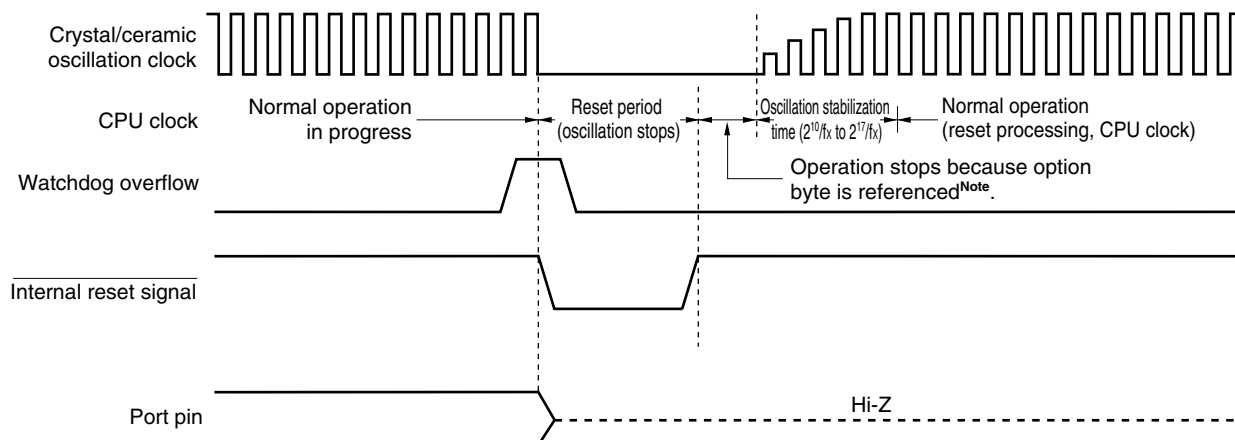 Crystal/ceramic
oscillation clock
CPU clock
Normal operation
in progress
Reset period
(oscillation stops)
Oscillation stabilization
time (2¹⁰/fx to 2¹⁷/fx)
Normal operation
(reset processing, CPU clock)
Operation stops because option
byte is referencedNote.
Watchdog overflow
Internal reset signal
Port pin
Hi-Z